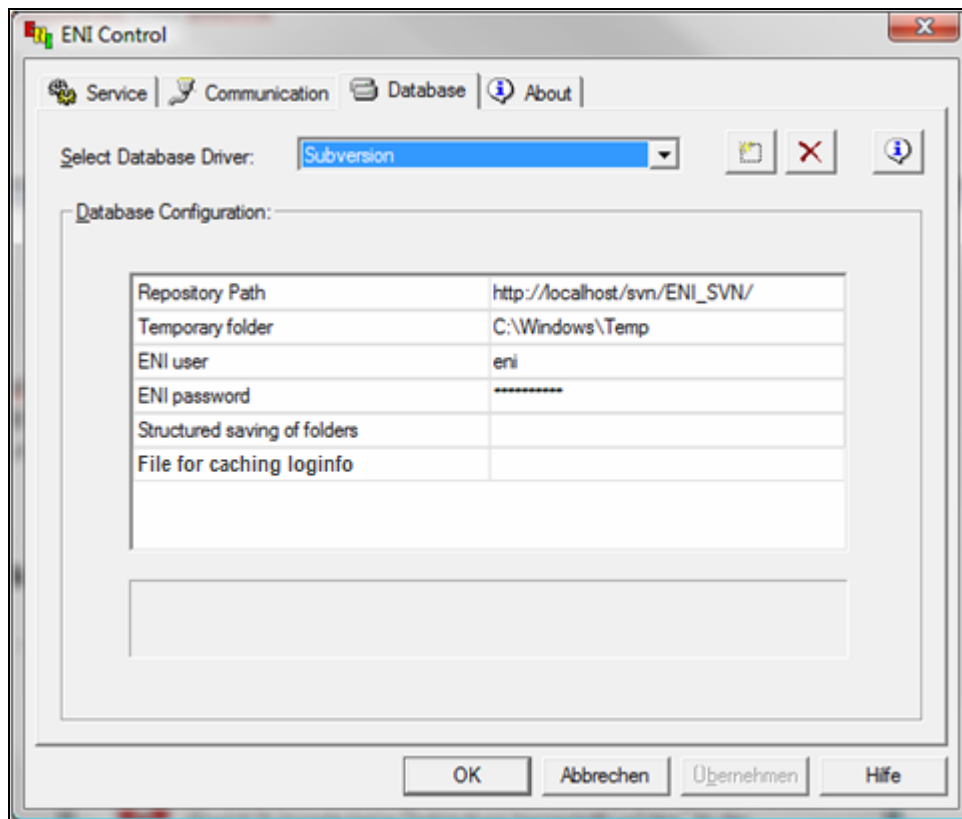 ENI Control
Service Communication Database About
Select Database Driver: Subversion
Database Configuration:
Repository Path http://localhost/svn/ENI_SVN/
Temporary folder C:\Windows\Temp
ENI user eni
ENI password **********
Structured saving of folders
File for caching loginfo
OK Abbrechen Übernehmen Hilfe